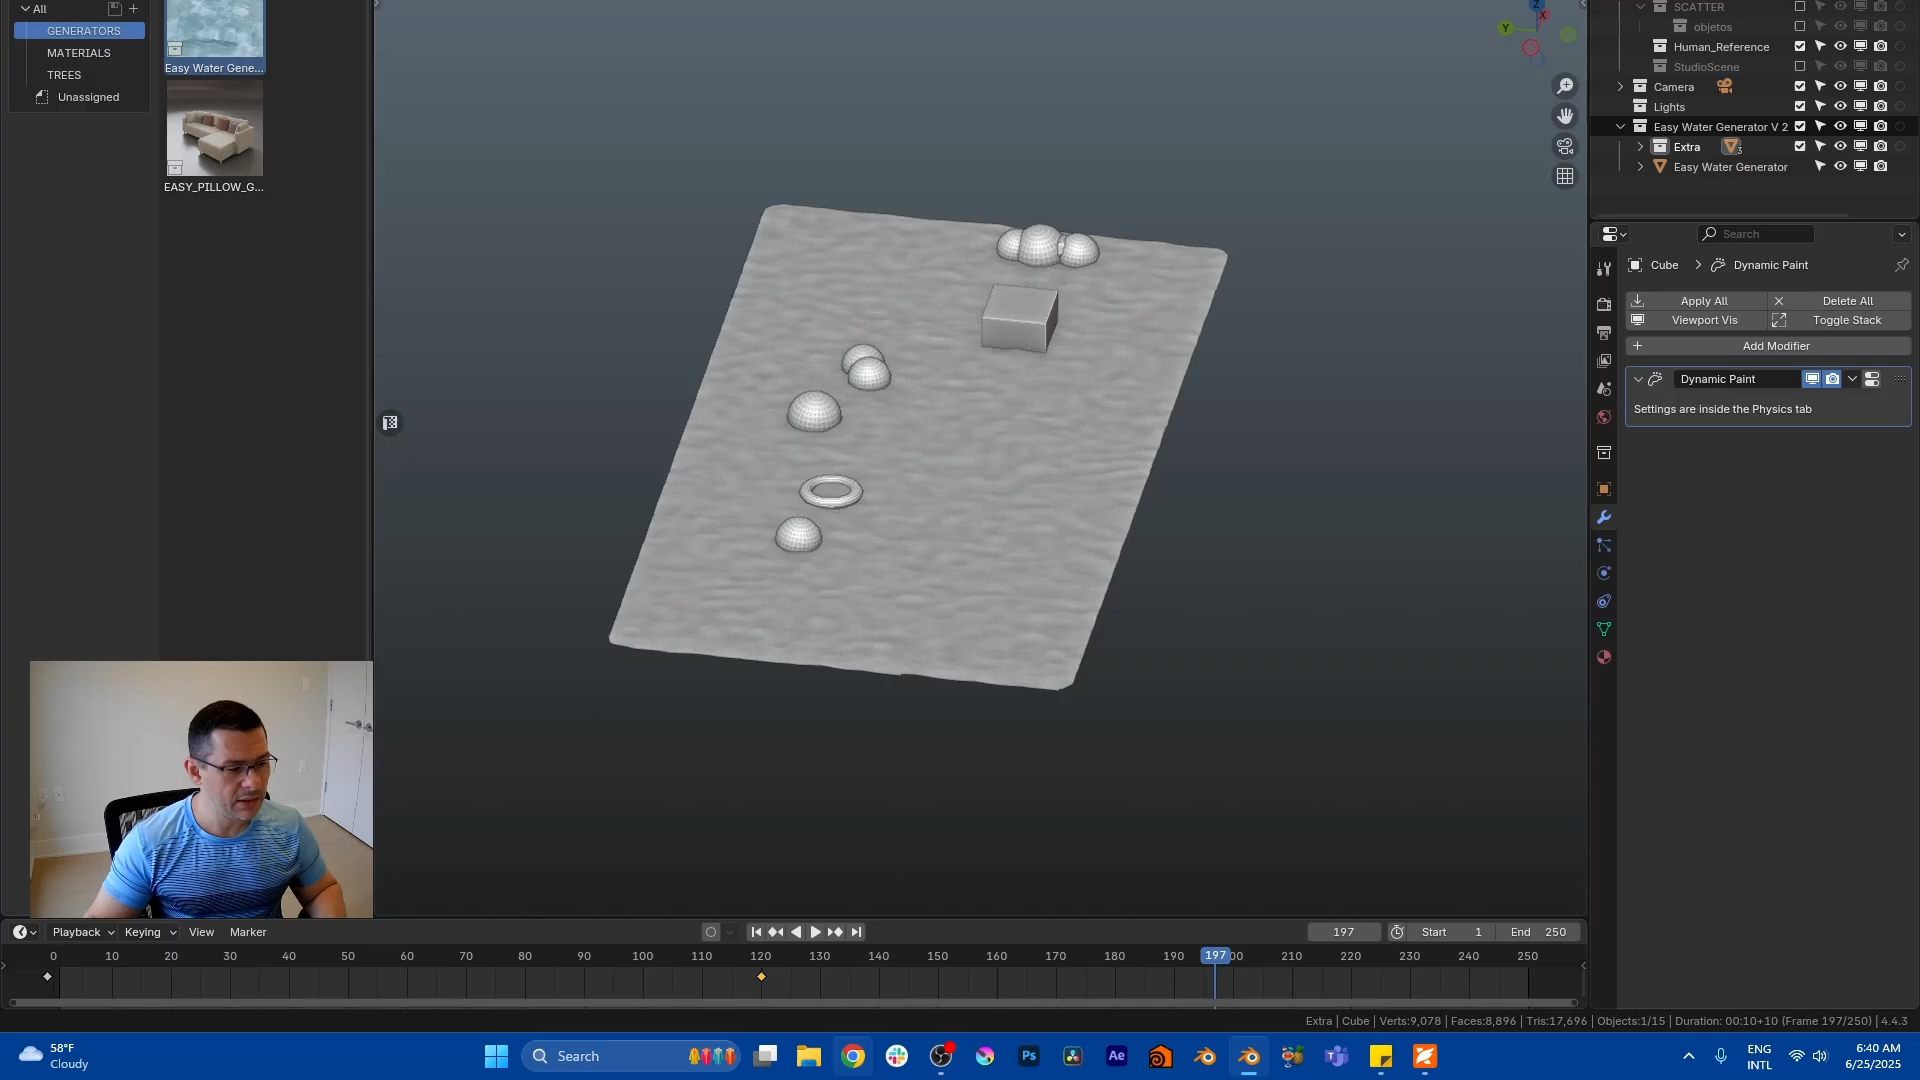 All
GENERATORS
MATERIALS
TREES
Unassigned
Easy Water Gene...
EASY_PILLOW_G...
Z
X
Y
SCATTER
objetos
Human_Reference
StudioScene
Camera
Lights
Easy Water Generator V 2
Extra
3
Easy Water Generator
Search
Cube
Dynamic Paint
Apply All
Delete All
Viewport Vis
Toggle Stack
Add Modifier
Dynamic Paint
Settings are inside the Physics tab
Playback
Keying
View
Marker
197
Start 1
End 250
0 10 20 30 40 50 60 70 80 90 100 110 120 130 140 150 160 170 180 190 197 00 210 220 230 240 250
Extra | Cube | Verts:9,078 | Faces:8,896 | Tris:17,696 | Objects:1/15 | Duration: 00:10+10 (Frame 197/250) | 4.4.3
58°F
Cloudy
Search
Ps
Ae
ENG
INTL
6:40 AM
6/25/2025